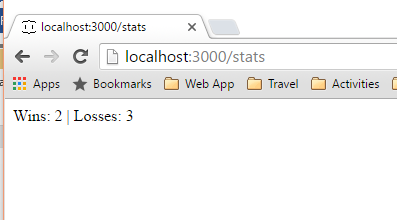 localhost:3000/stats
localhost:3000/stats
Apps Bookmarks Web App Travel Activities
Wins: 2 | Losses: 3